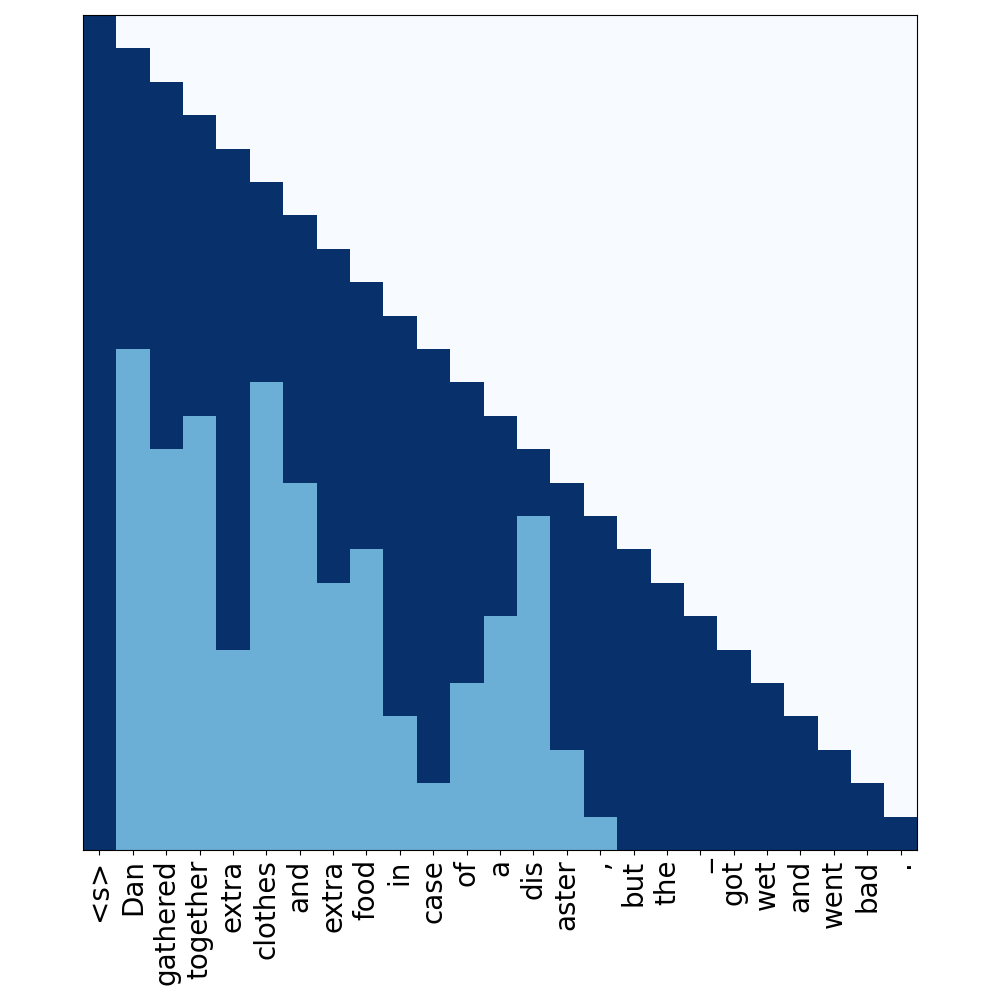 <s> Dan gathered together extra clothes and extra food in case of a dis aster , but the _ got wet and went bad .